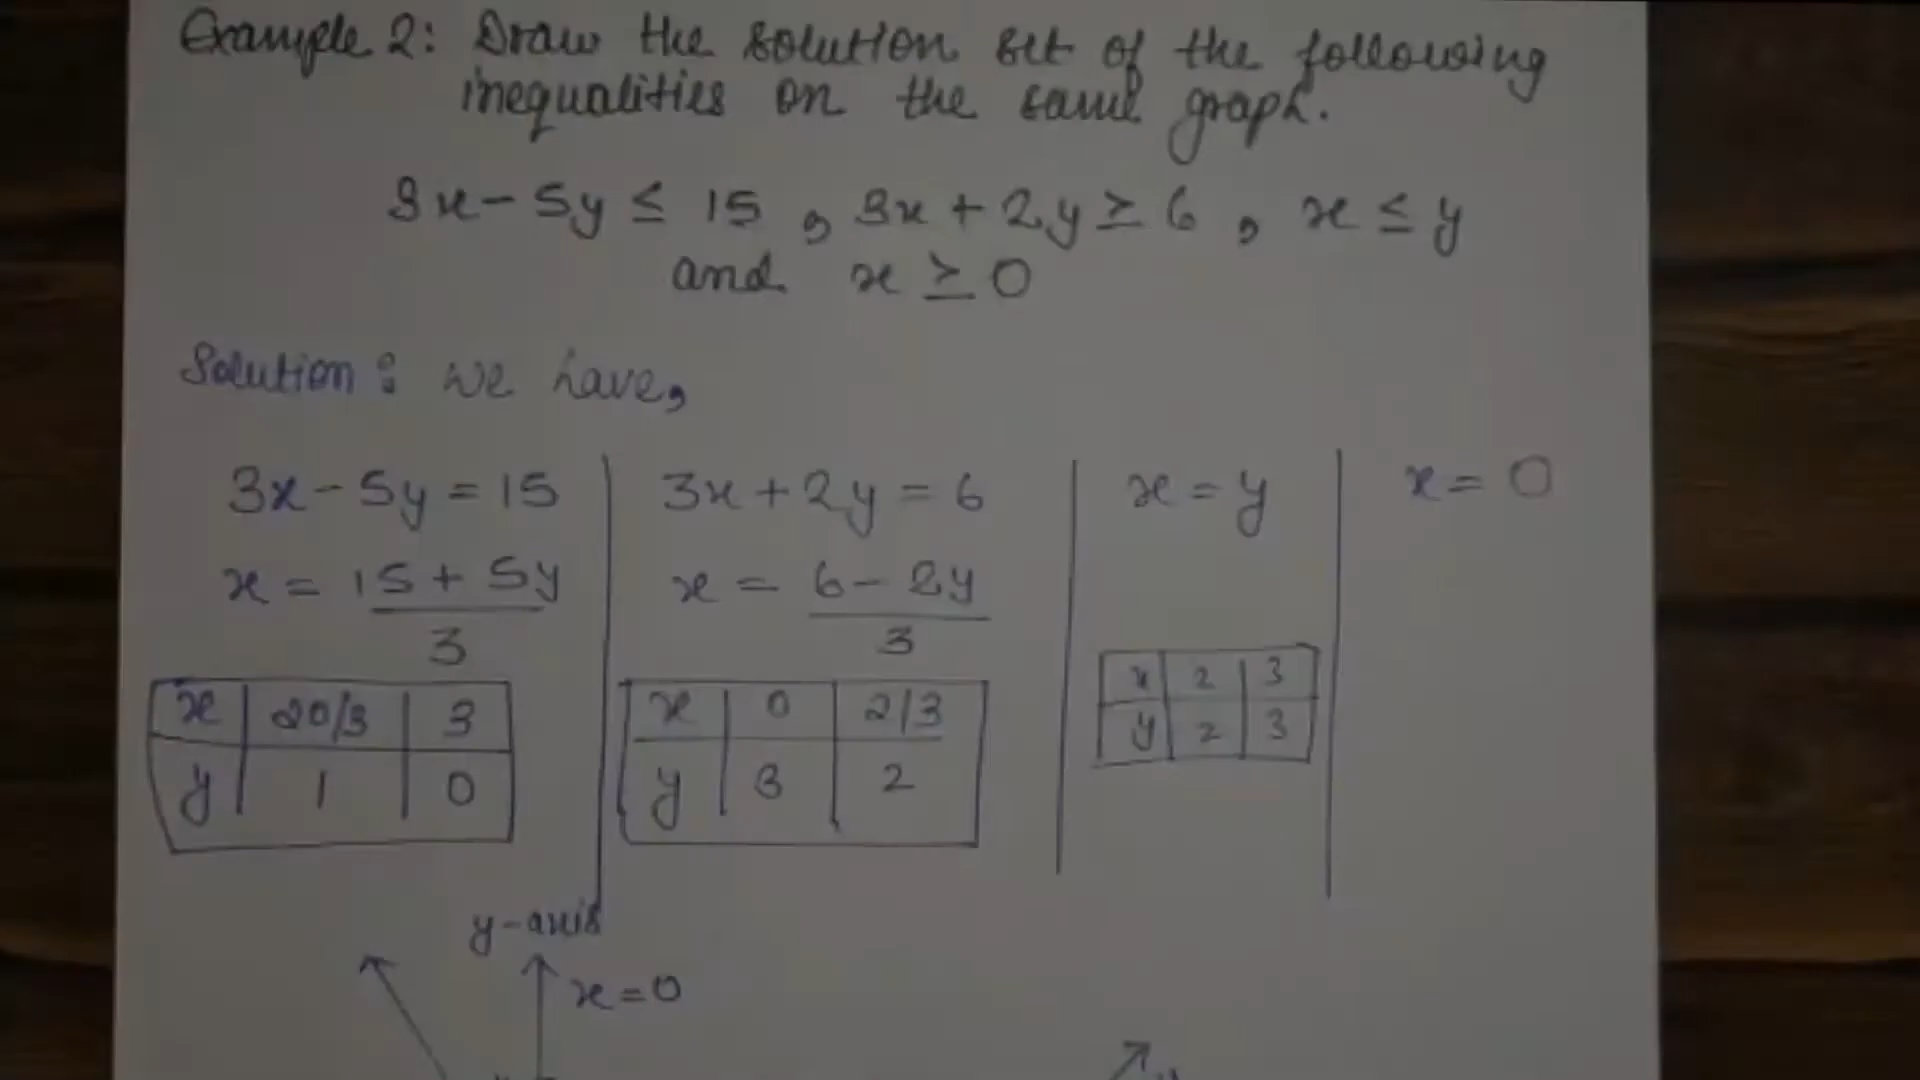 Example 2: Draw the solution set of the following
inequalities on the same graph.
3x - 5y ≤ 15 , 3x + 2y ≥ 6 , x ≤ y
and x ≥ 0
Solution : we have,
3x - 5y = 15
x = 15 + 5y
3
x 20/3 3
y 1 0
3x + 2y = 6
x = 6 - 2y
3
x 0 2/3
y 3 2
x = y
x 2 3
y 2 3
x = 0
y-axis
x = 0